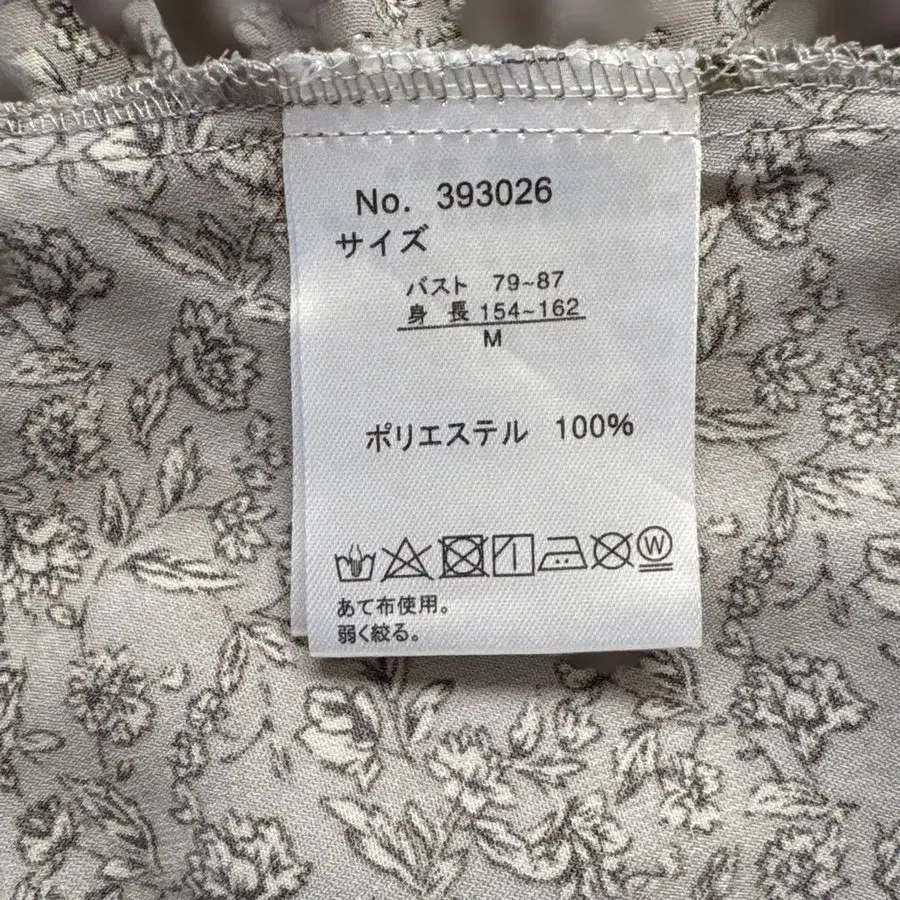 No. 393026
サイズ
バスト 79~87
身 長 154~162
M
ポリエステル 100%
W
あて布使用。
弱く絞る。